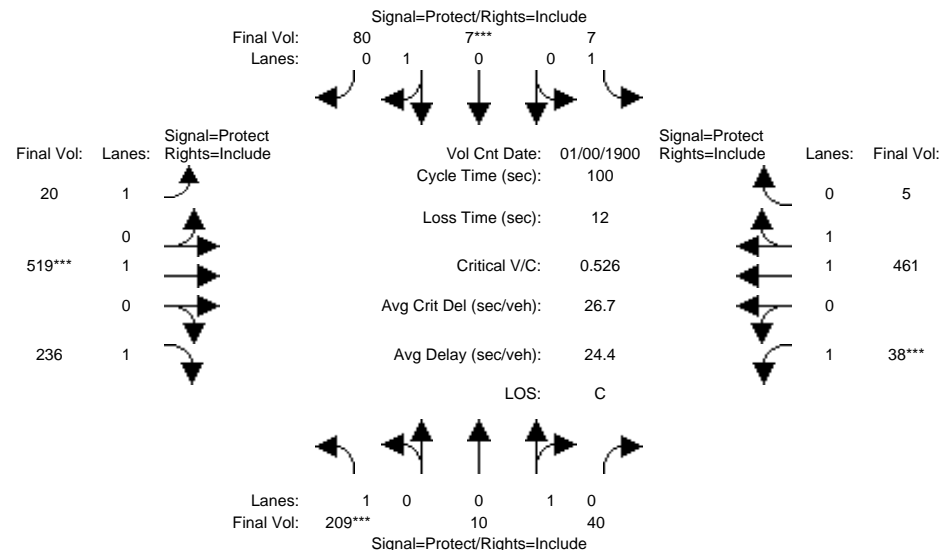 Signal=Protect/Rights=Include
Final Vol: 80 7*** 7
Lanes: 0 1 0 0 1
Signal=Protect Signal=Protect
Final Vol: Lanes: Rights=Include Vol Cnt Date: 01/00/1900 Rights=Include Lanes: Final Vol:
Cycle Time (sec): 100
20 1 0 5
Loss Time (sec): 12
0 1
519*** 1 Critical V/C: 0.526 1 461
0 Avg Crit Del (sec/veh): 26.7 0
236 1 Avg Delay (sec/veh): 24.4 1 38***
LOS: C
Lanes: 1 0 0 1 0
Final Vol: 209*** 10 40
Signal=Protect/Rights=Include